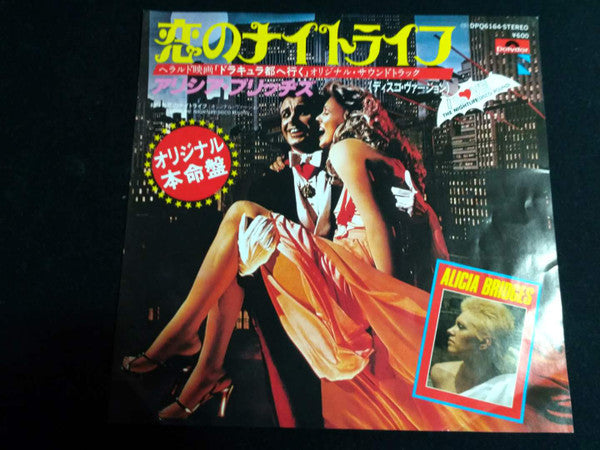 恋のナイトライフ
DPQ6164・STEREO
¥600
Polydor
ヘラルド映画「ドラキュラ都へ行く」オリジナル・サウンドトラック
アリシア・ブリッヂズ
(ディスコ・ヴァージョン)
オリジナル
本命盤
ALICIA BRIDGES